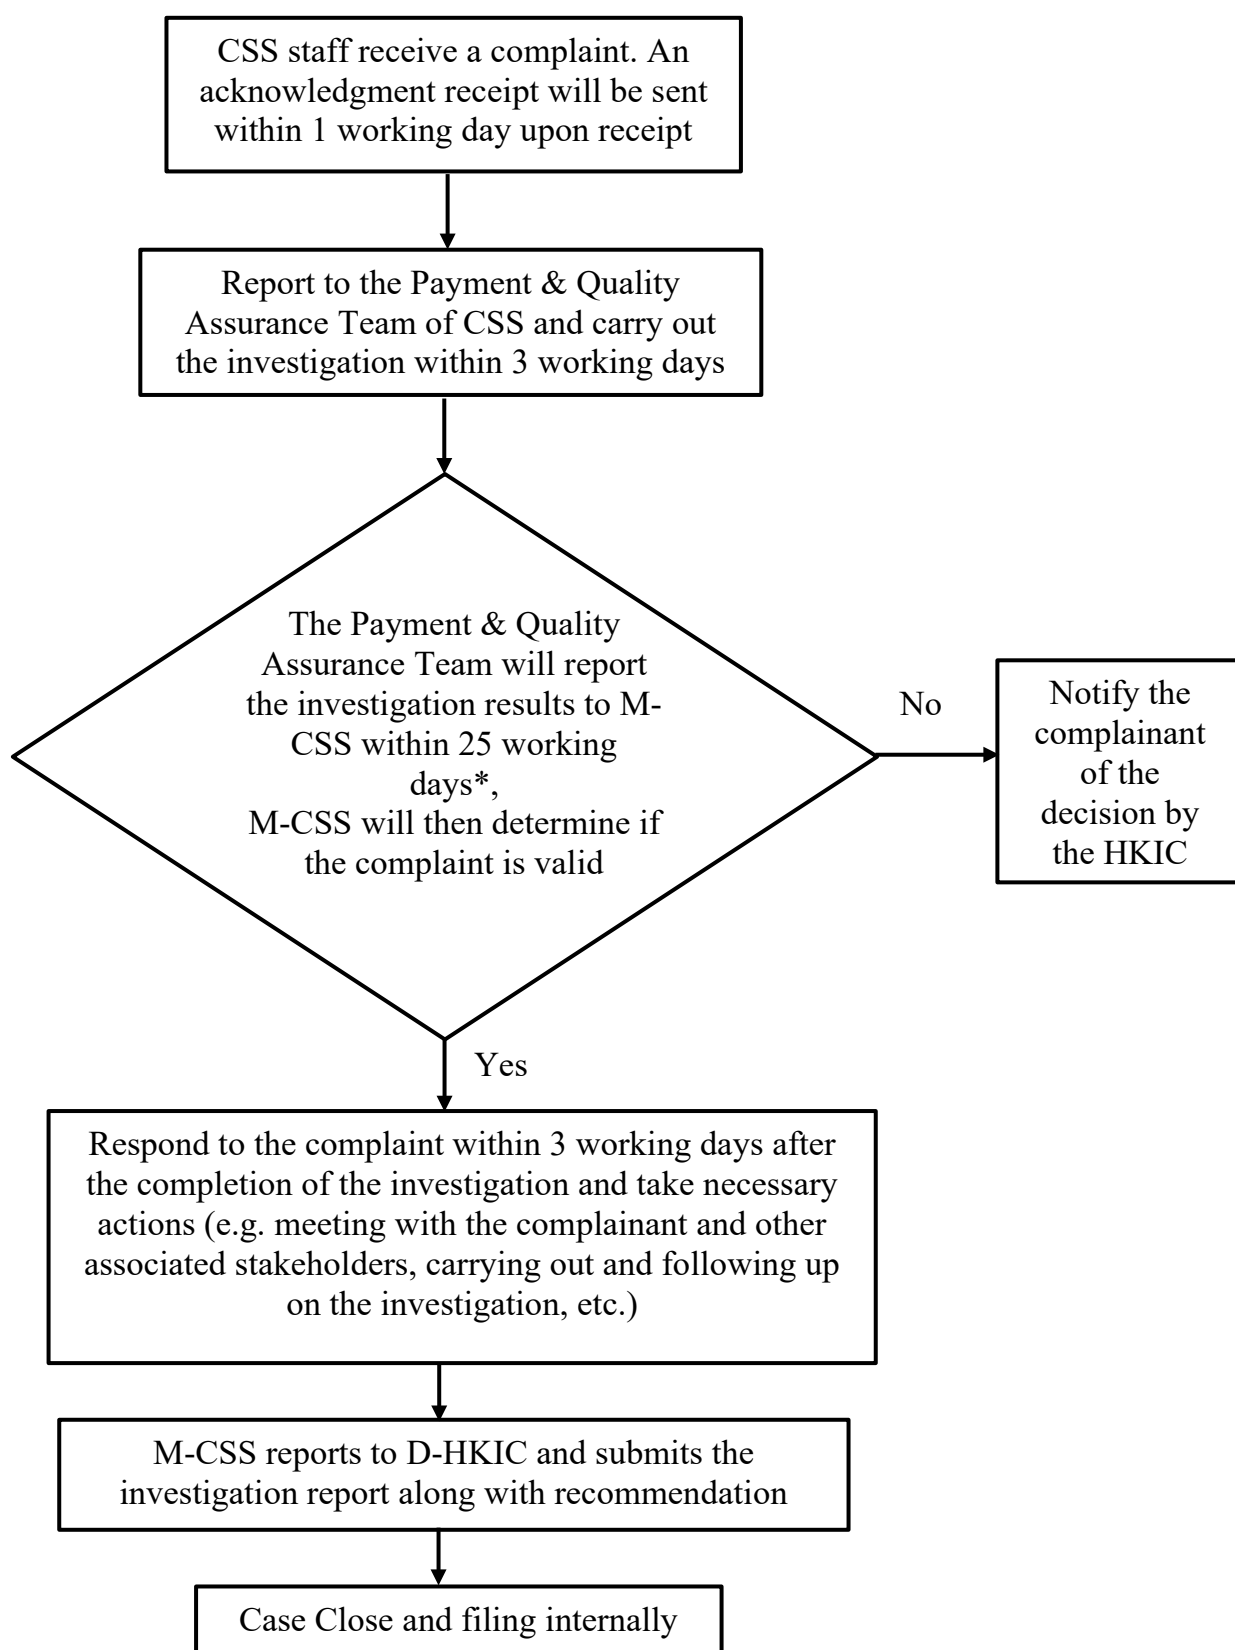 CSS staff receive a complaint. An
acknowledgment receipt will be sent
within 1 working day upon receipt
Report to the Payment & Quality
Assurance Team of CSS and carry out
the investigation within 3 working days
The Payment & Quality
Assurance Team will report
the investigation results to M-
CSS within 25 working
days*,
M-CSS will then determine if
the complaint is valid
No
Notify the
complainant
of the
decision by
the HKIC
Yes
Respond to the complaint within 3 working days after
the completion of the investigation and take necessary
actions (e.g. meeting with the complainant and other
associated stakeholders, carrying out and following up
on the investigation, etc.)
M-CSS reports to D-HKIC and submits the
investigation report along with recommendation
Case Close and filing internally